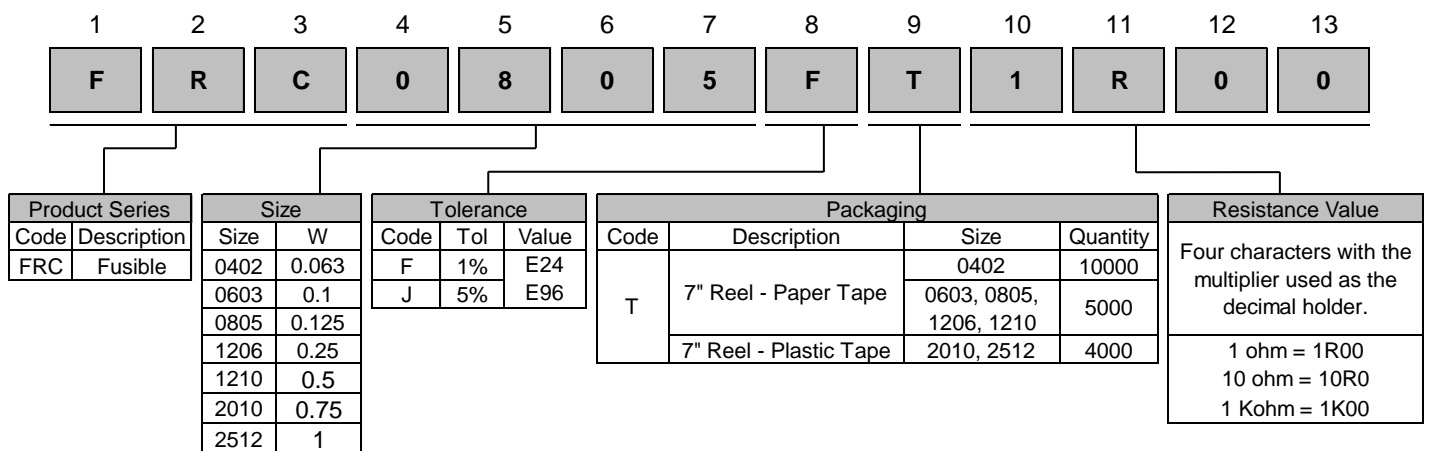 1 2 3 4 5 6 7 8 9 10 11 12 13
F R C 0 8 0 5 F T 1 R 0 0
Product Series
Code Description
FRC Fusible
Size
Size W
0402 0.063
0603 0.1
0805 0.125
1206 0.25
1210 0.5
2010 0.75
2512 1
Tolerance
Code Tol Value
F 1% E24
J 5% E96
Packaging
Code Description Size Quantity
T 7" Reel - Paper Tape 0402 10000
0603, 0805,
1206, 1210 5000
7" Reel - Plastic Tape 2010, 2512 4000
Resistance Value
Four characters with the
multiplier used as the
decimal holder.
1 ohm = 1R00
10 ohm = 10R0
1 Kohm = 1K00